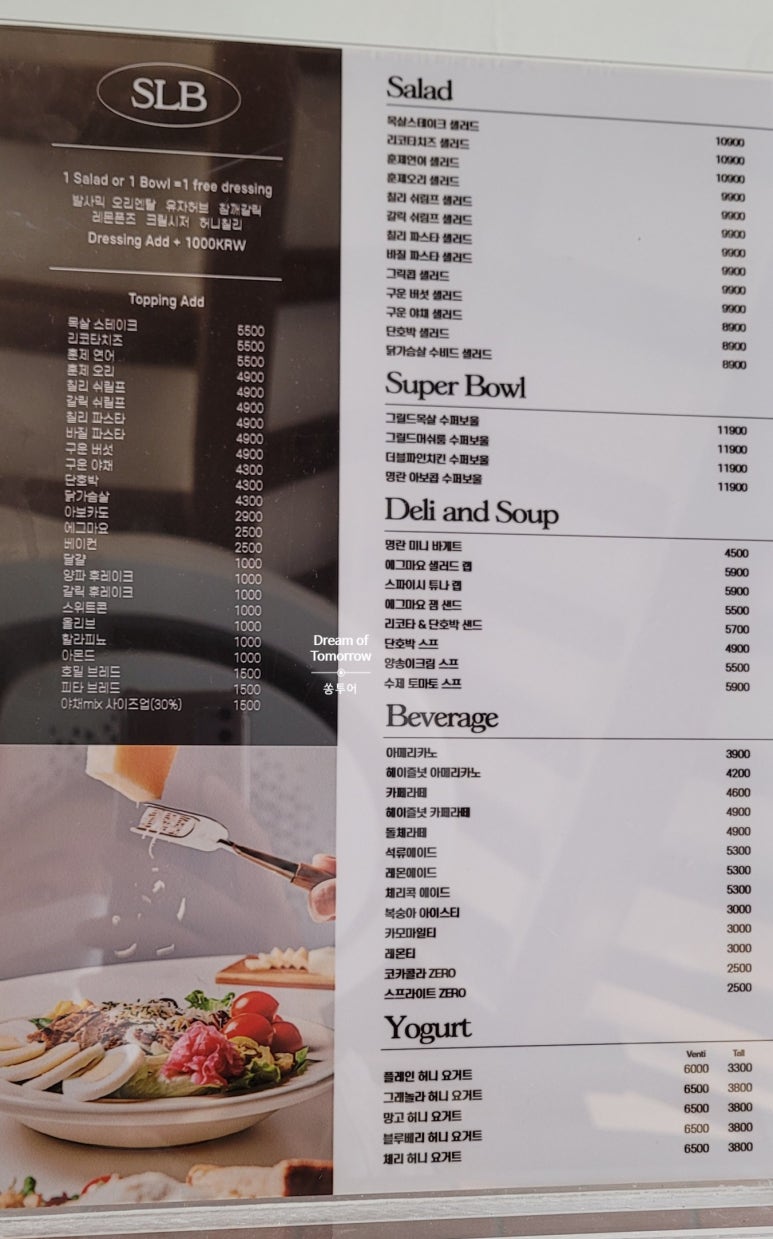 SLB
1 Salad or 1 Bowl =1 free dressing
발사믹 오리엔탈 유자허브 참깨갈릭
레몬폰즈 크림시저 허니칠리
Dressing Add + 1000KRW
Topping Add
목살 스테이크 5500
리코타치즈 5500
훈제 연어 5500
훈제 오리 4900
칠리 쉬림프 4900
갈릭 쉬림프 4900
칠리 파스타 4900
바질 파스타 4900
구운 버섯 4900
구운 야채 4300
단호박 4300
닭가슴살 4300
아보카도 2900
에그마요 2500
베이컨 2500
달걀 1000
양파 후레이크 1000
갈릭 후레이크 1000
스위트콘 1000
올리브 1000
할라피뇨 1000
아몬드 1000
호밀 브레드 1500
피타 브레드 1500
야채mix 사이즈업(30%) 1500
Salad
목살스테이크 샐러드 10900
리코타치즈 샐러드 10900
훈제연어 샐러드 10900
훈제오리 샐러드 9900
칠리 쉬림프 샐러드 9900
갈릭 쉬림프 샐러드 9900
칠리 파스타 샐러드 9900
바질 파스타 샐러드 9900
그릭콥 샐러드 9900
구운 버섯 샐러드 9900
구운 야채 샐러드 8900
단호박 샐러드 8900
닭가슴살 수비드 샐러드 8900
Super Bowl
그릴드목살 수퍼보울 11900
그릴드머쉬룸 수퍼보울 11900
더블파인치킨 수퍼보울 11900
명란 아보콥 수퍼보울 11900
Deli and Soup
명란 미니 바게트 4500
에그마요 샐러드 랩 5900
스파이시 튜나 랩 5900
에그마요 잼 샌드 5500
리코타 & 단호박 샌드 5700
단호박 스프 4900
양송이크림 스프 5500
수제 토마토 스프 5900
Beverage
아메리카노 3900
헤이즐넛 아메리카노 4200
카페라떼 4600
헤이즐넛 카페라떼 4900
돌체라떼 4900
석류에이드 5300
레몬에이드 5300
체리콕 에이드 5300
복숭아 아이스티 3000
카모마일티 3000
레몬티 3000
코카콜라 ZERO 2500
스프라이트 ZERO 2500
Yogurt
Venti Tall
플레인 허니 요거트 6000 3300
그래놀라 허니 요거트 6500 3800
망고 허니 요거트 6500 3800
블루베리 허니 요거트 6500 3800
체리 허니 요거트 6500 3800
Dream of
Tomorrow
쏭투어